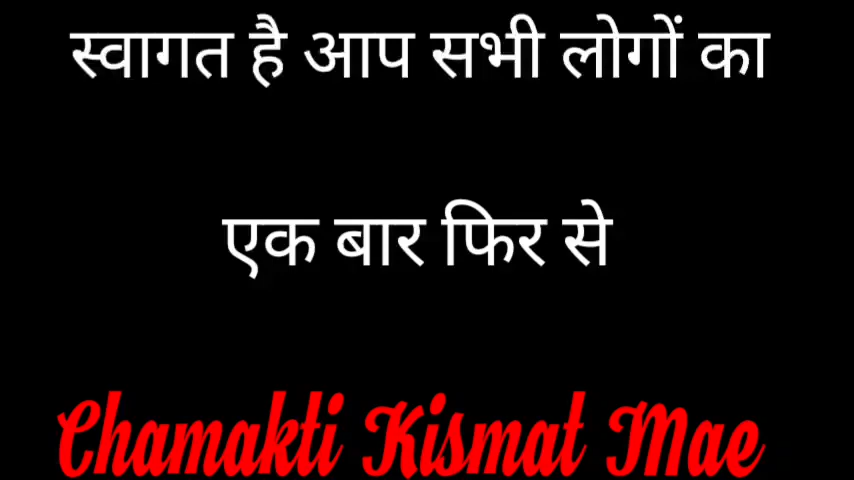 स्वागत है आप सभी लोगों का
एक बार फिर से
Chamakti Kismat Mae